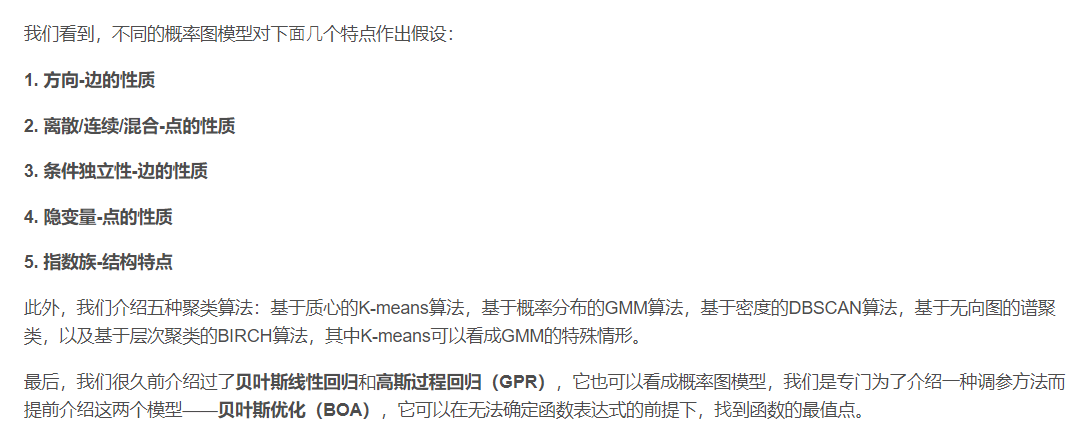 我们看到，不同的概率图模型对下面几个特点作出假设：
1. 方向-边的性质
2. 离散/连续/混合-点的性质
3. 条件独立性-边的性质
4. 隐变量-点的性质
5. 指数族-结构特点
此外，我们介绍五种聚类算法：基于质心的K-means算法，基于概率分布的GMM算法，基于密度的DBSCAN算法，基于无向图的谱聚
类，以及基于层次聚类的BIRCH算法，其中K-means可以看成GMM的特殊情形。
最后，我们很久前介绍过了贝叶斯线性回归和高斯过程回归（GPR），它也可以看成概率图模型，我们是专门为了介绍一种调参方法而
提前介绍这两个模型——贝叶斯优化（BOA），它可以在无法确定函数表达式的前提下，找到函数的最值点。